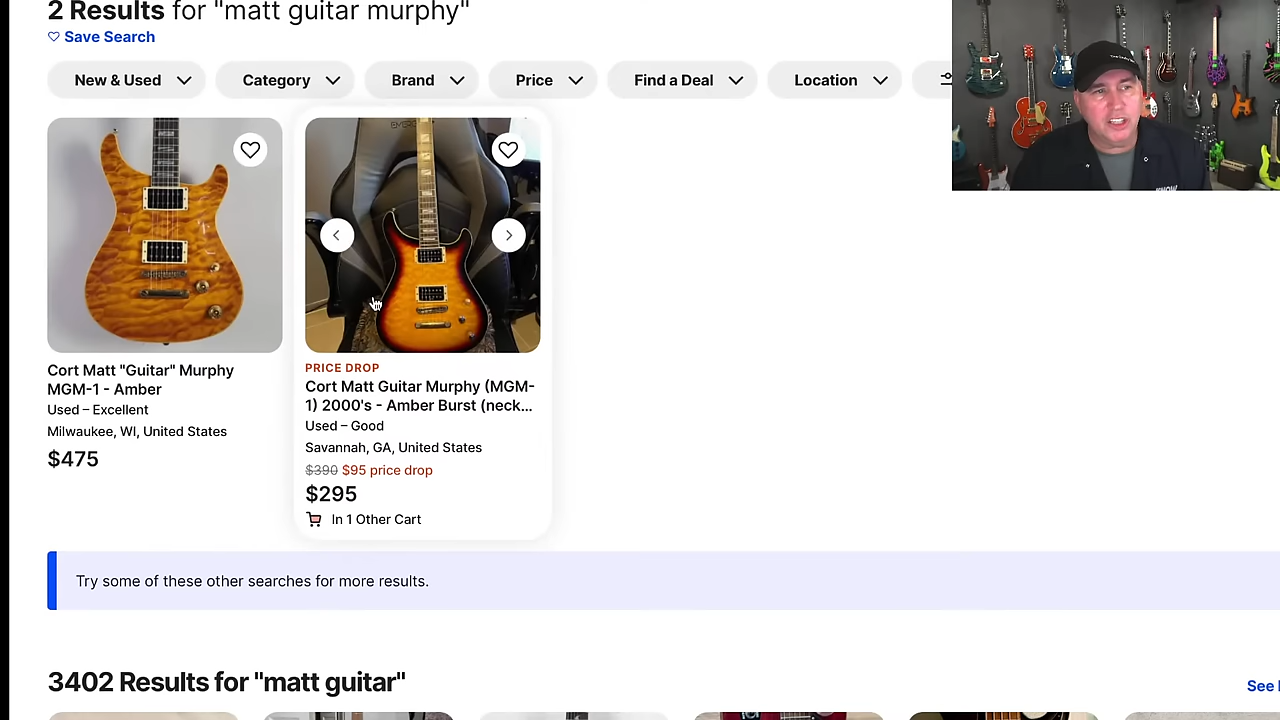 2 Results for "matt guitar murphy"
Save Search
New & Used
Category
Brand
Price
Find a Deal
Location
Cort Matt "Guitar" Murphy
MGM-1 - Amber
Used – Excellent
Milwaukee, WI, United States
$475
PRICE DROP
Cort Matt Guitar Murphy (MGM-
1) 2000's - Amber Burst (neck...
Used – Good
Savannah, GA, United States
$390 $95 price drop
$295
In 1 Other Cart
Try some of these other searches for more results.
3402 Results for "matt guitar"
See